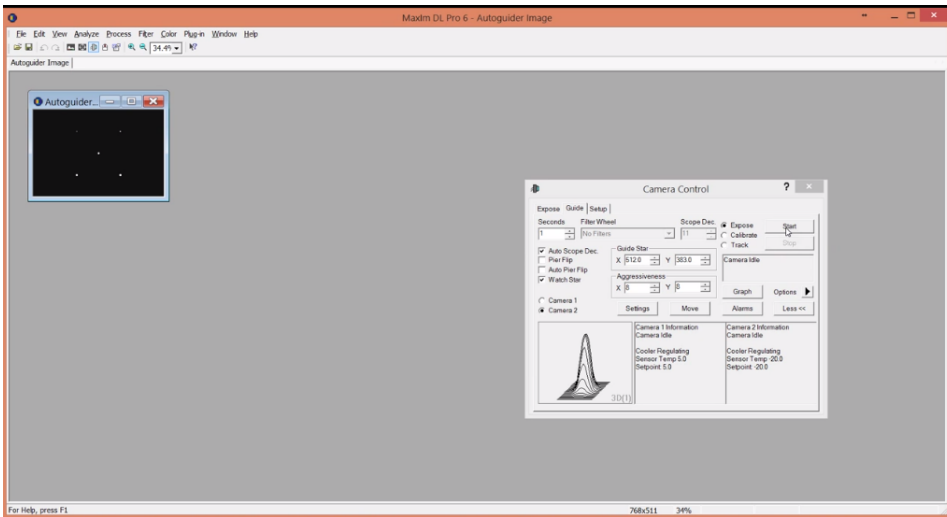 MaxIm DL Pro 6 - Autoguider Image
File Edit View Analyze Process Filter Color Plug-in Window Help
34.49
Autoguider Image
Autoguider...
Camera Control
Expose Guide Setup
Seconds Filter Wheel Scope Dec. Expose Start
1 No Filters 11 Calibrate Stop
Track
Auto Scope Dec. Guide Star
Pier Flip X 512.0 Y 383.0 Camera Idle
Auto Pier Flip
Watch Star Aggressiveness
X 8 Y 8 Graph Options
Camera 1
Camera 2 Settings Move Alarms Less <<
Camera 1 Information Camera 2 Information
Camera Idle Camera Idle
Cooler Regulating Cooler Regulating
Sensor Temp 5.0 Sensor Temp -20.0
Setpoint 5.0 Setpoint -20.0
3D(1)
For Help, press F1 768x511 34%